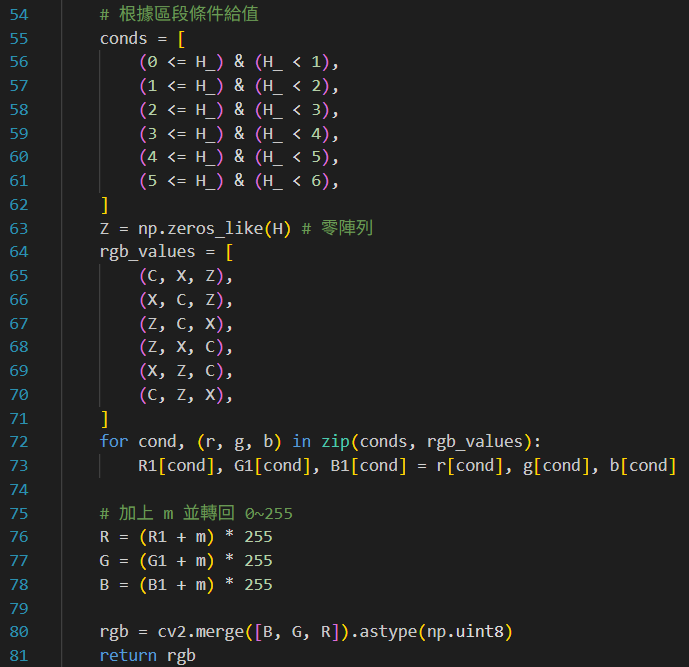 54 # 根據區段條件給值
55 conds = [
56 (0 <= H_) & (H_ < 1),
57 (1 <= H_) & (H_ < 2),
58 (2 <= H_) & (H_ < 3),
59 (3 <= H_) & (H_ < 4),
60 (4 <= H_) & (H_ < 5),
61 (5 <= H_) & (H_ < 6),
62 ]
63 Z = np.zeros_like(H) # 零陣列
64 rgb_values = [
65 (C, X, Z),
66 (X, C, Z),
67 (Z, C, X),
68 (Z, X, C),
69 (X, Z, C),
70 (C, Z, X),
71 ]
72 for cond, (r, g, b) in zip(conds, rgb_values):
73 R1[cond], G1[cond], B1[cond] = r[cond], g[cond], b[cond]
74
75 # 加上 m 並轉回 0~255
76 R = (R1 + m) * 255
77 G = (G1 + m) * 255
78 B = (B1 + m) * 255
79
80 rgb = cv2.merge([B, G, R]).astype(np.uint8)
81 return rgb